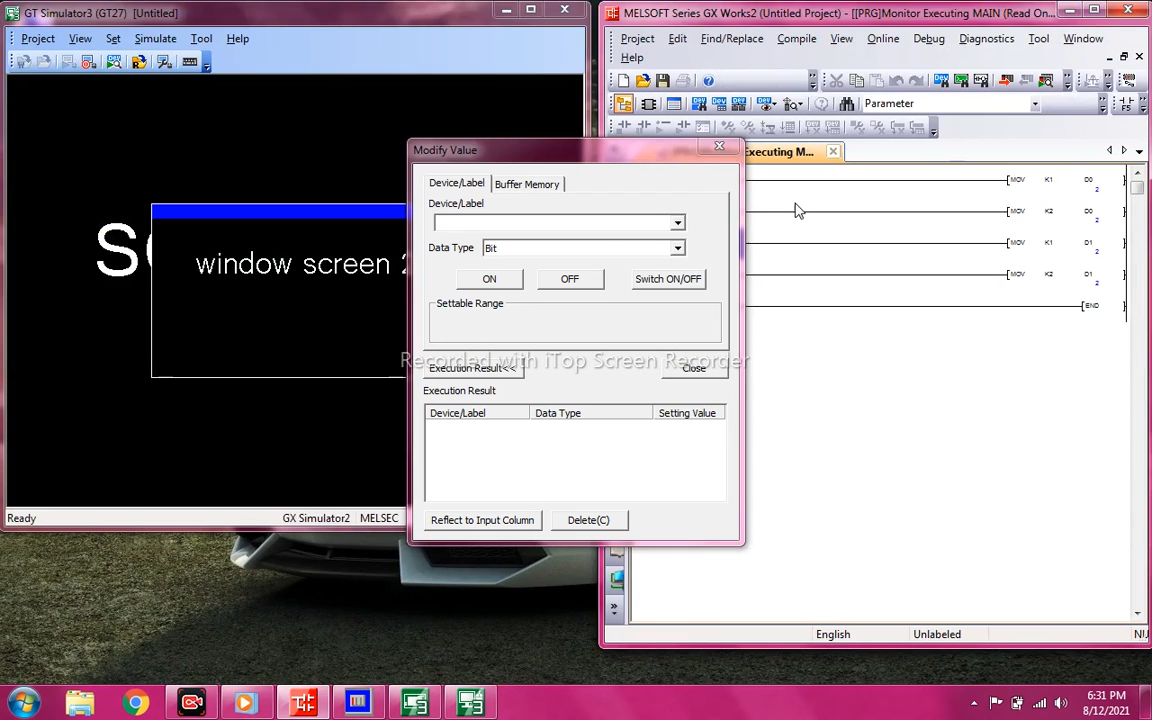 GT Simulator3 (GT27)   [Untitled]
Project View Set Simulate Tool Help
window screen 2
Ready
GX Simulator2 MELSEC
MELSOFT Series GX Works2 (Untitled Project) - [[PRG]Monitor Executing MAIN (Read On...
Project Edit Find/Replace Compile View Online Debug Diagnostics Tool Window
Help
Parameter
Executing M...
MOV K1 D0
2
MOV K2 D0
2
MOV K1 D1
2
MOV K2 D1
2
END
English Unlabeled
Modify Value
Device/Label Buffer Memory
Device/Label
Data Type Bit
ON OFF Switch ON/OFF
Settable Range
Recorded with iTop Screen Recorder
Execution Result<< Close
Execution Result
Device/Label Data Type Setting Value
Reflect to Input Column Delete(C)
6:31 PM
8/12/2021